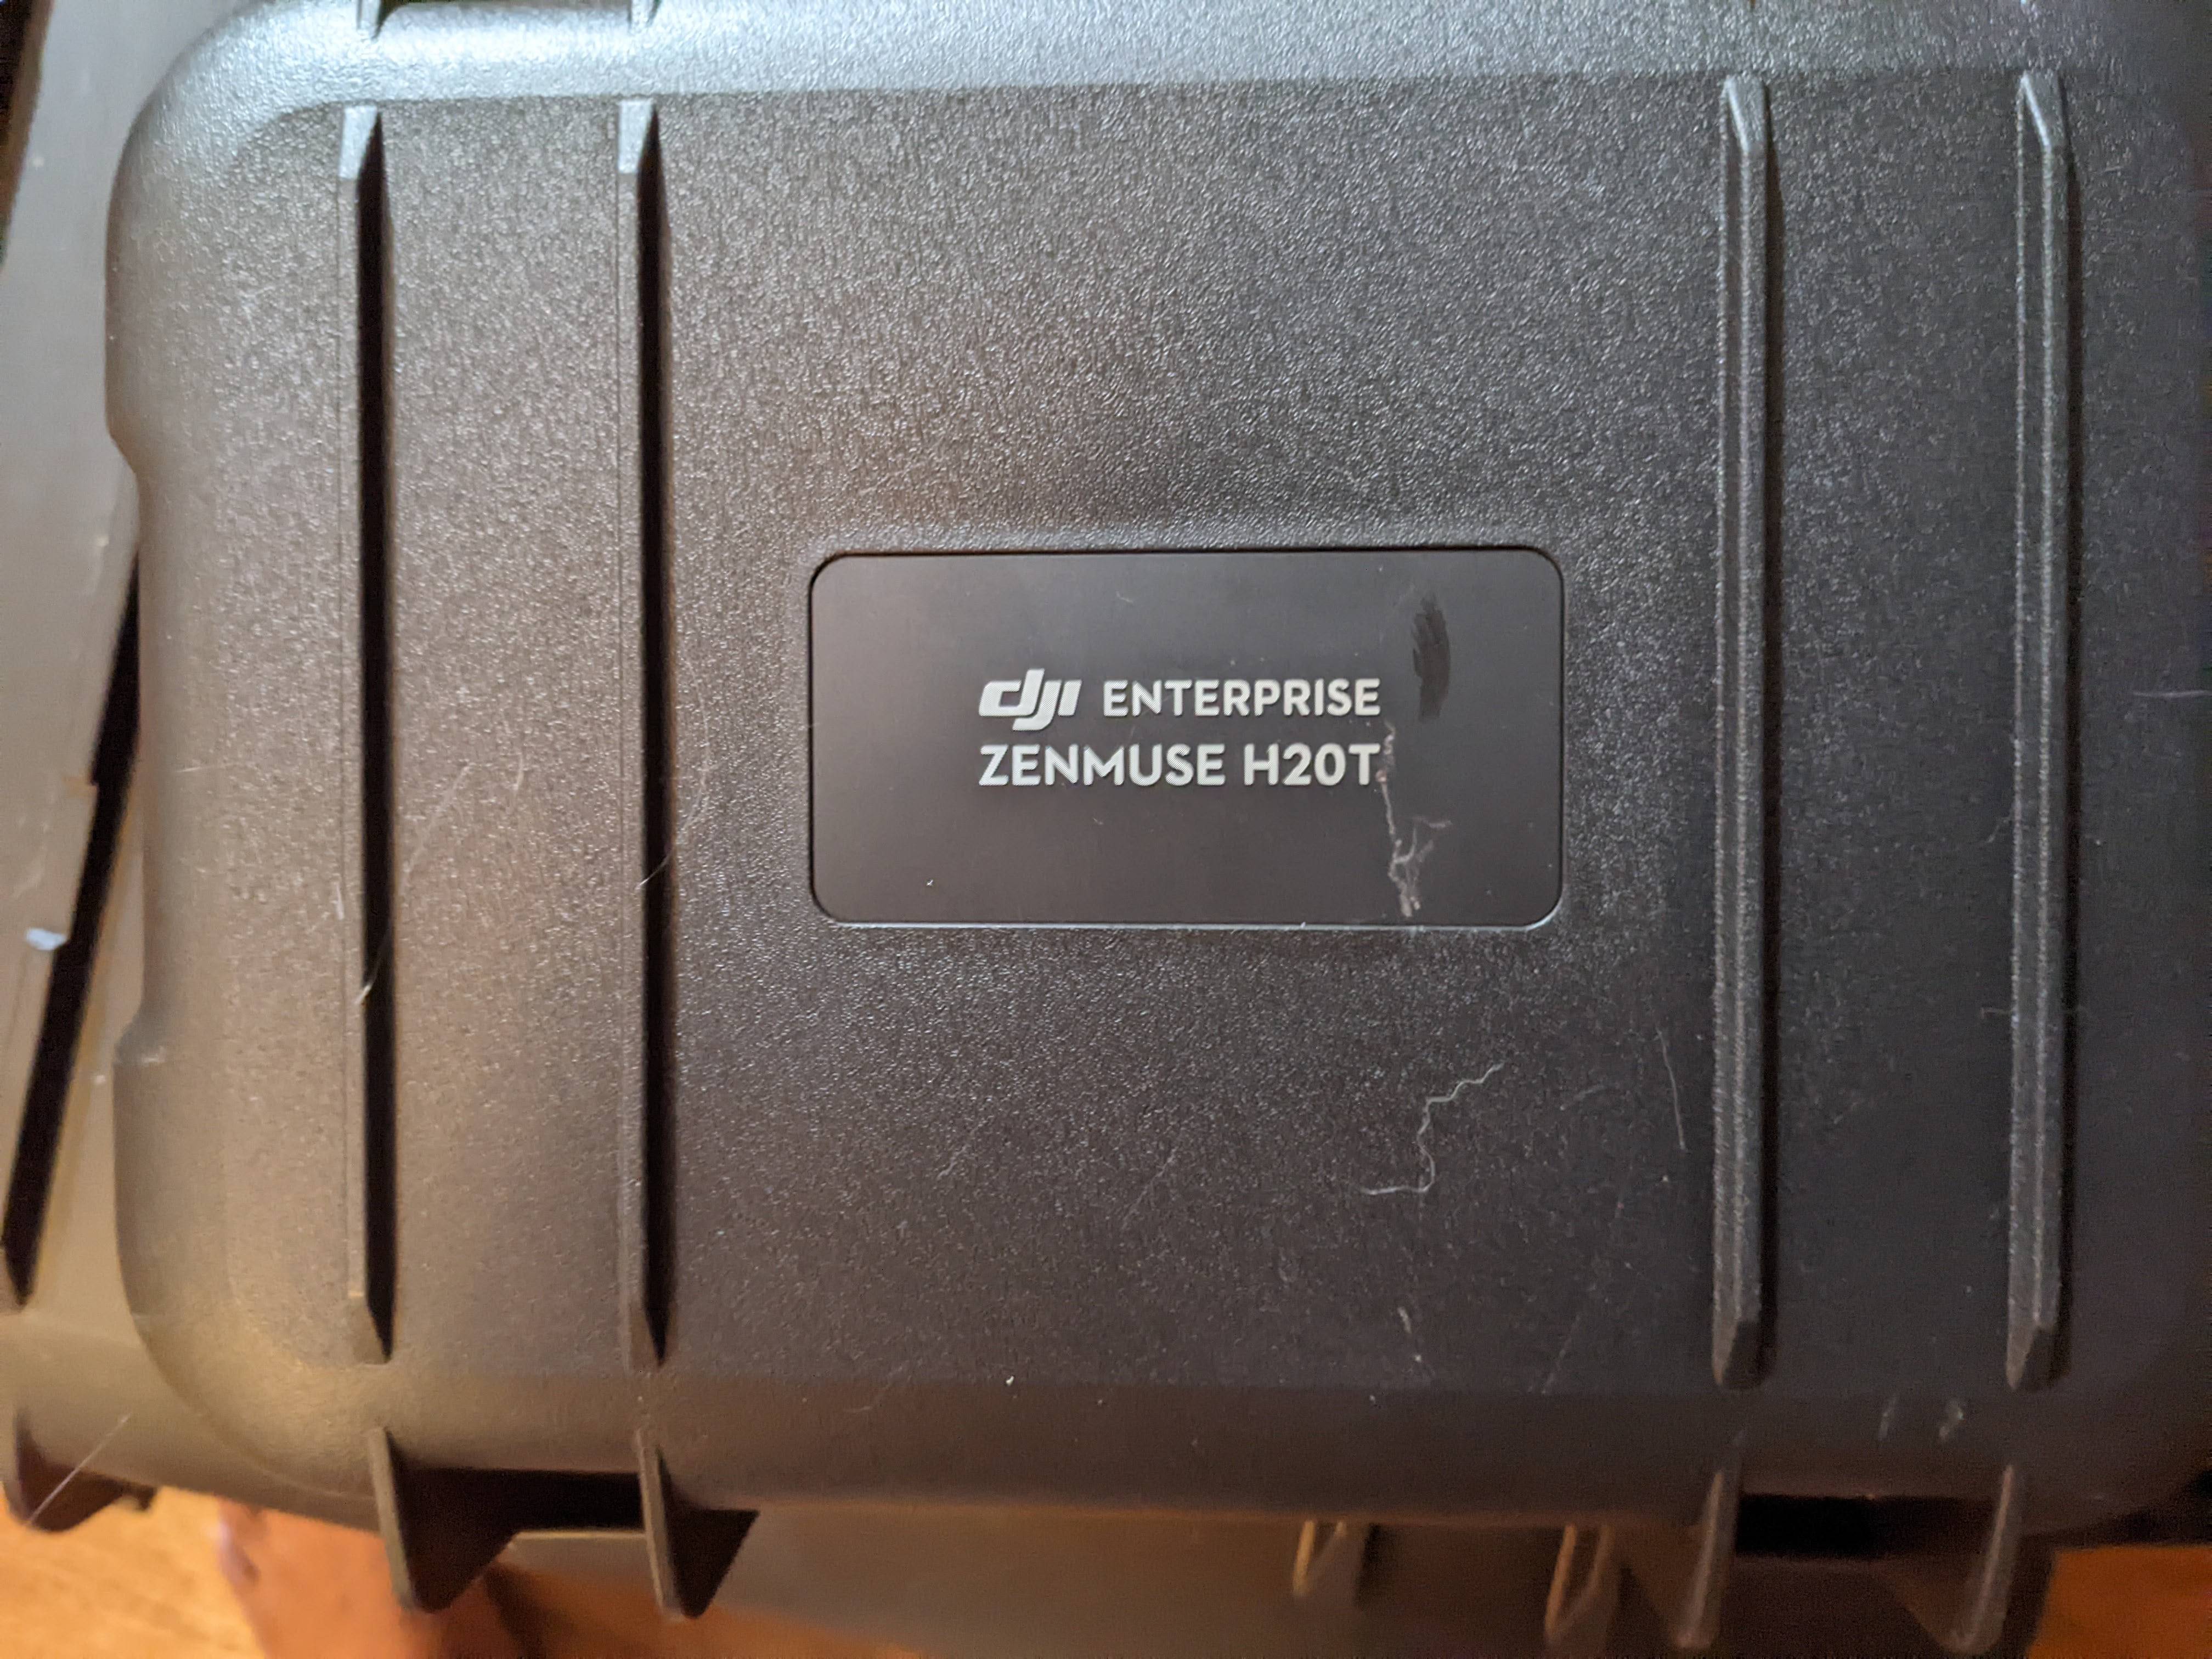 dji ENTERPRISE
ZENMUSE H20T